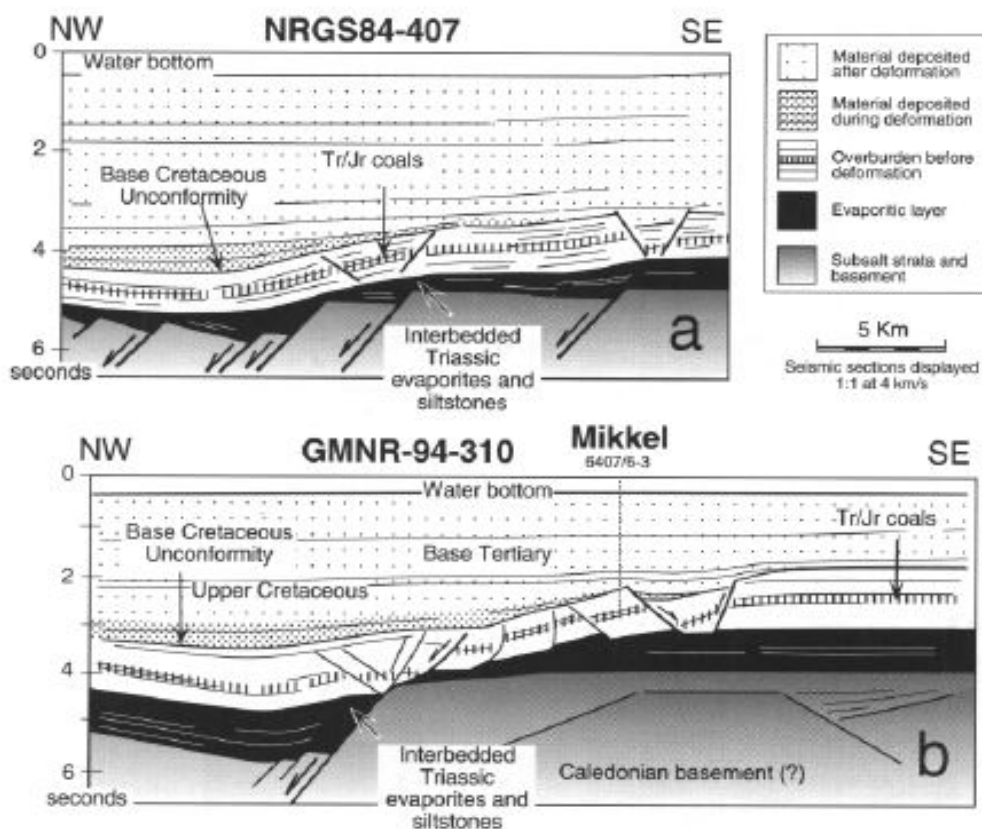 NW
NRGS84-407
SE
0
Water bottom
2
Tr/Jr coals
Base Cretaceous
Unconformity
4
a
Interbedded
Triassic
evaporites and
siltstones
6
seconds
Material deposited
after deformation
Material deposited
during deformation
Overburden before
deformation
Evaporitic layer
Subsalt strata and
basement
5 Km
Seismic sections displayed
1:1 at 4 km/s
NW
GMNR-94-310
Mikkel
6407/6-3
SE
0
Water bottom
Base Cretaceous
Unconformity
Tr/Jr coals
Base Tertiary
2
Upper Cretaceous
4
b
Interbedded
Triassic
evaporites and
siltstones
Caledonian basement (?)
6
seconds